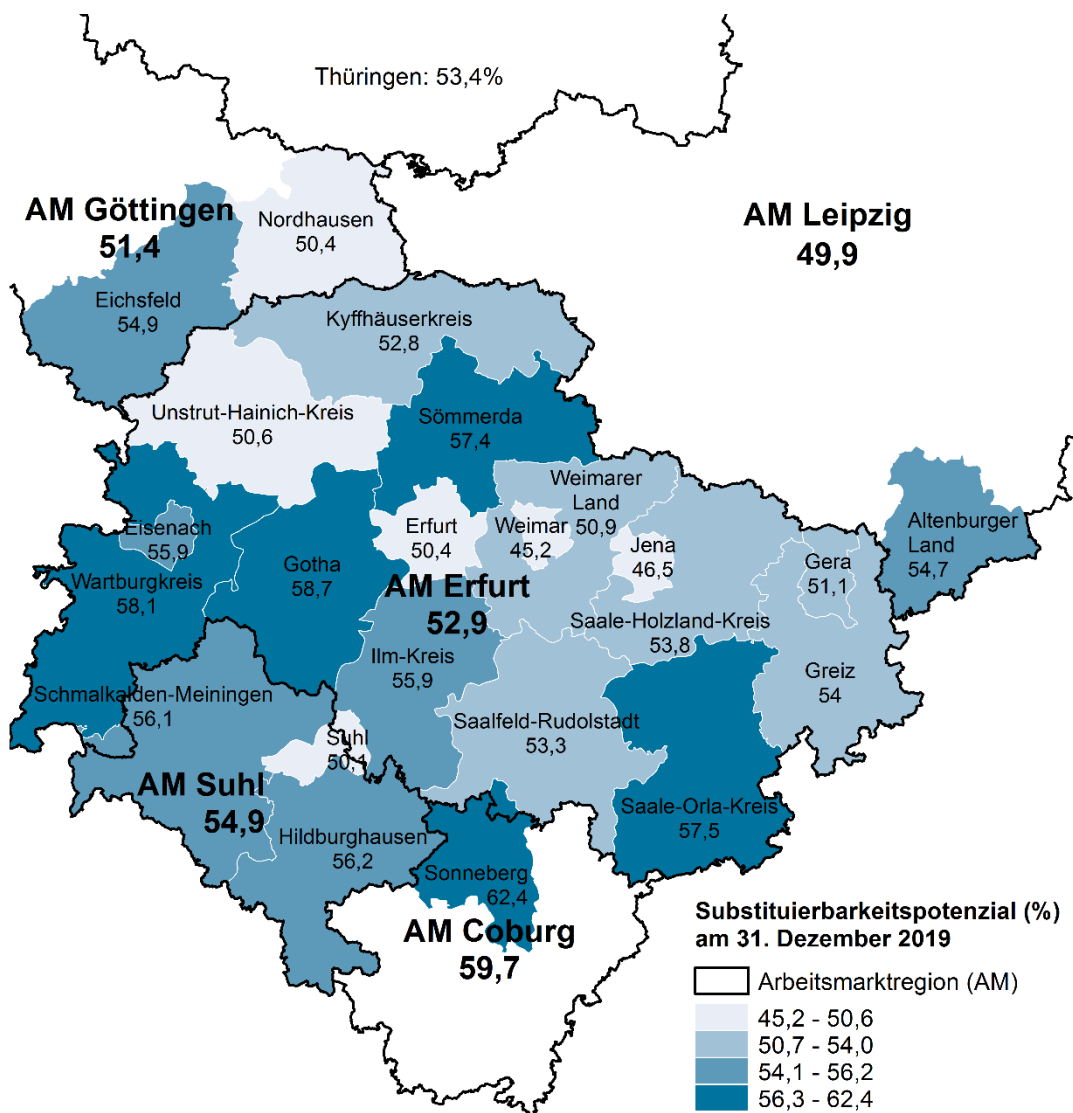 Thüringen: 53,4%
AM Göttingen
51,4
Nordhausen
50,4
AM Leipzig
49,9
Eichsfeld
54,9
Kyffhäuserkreis
52,8
Unstrut-Hainich-Kreis
50,6
Sömmerda
57,4
Weimarer
Land
50,9
Erfurt
50,4
Weimar
45,2
Jena
46,5
Gera
51,1
Altenburger
Land
54,7
Eisenach
55,9
Wartburgkreis
58,1
Gotha
58,7
AM Erfurt
52,9
Saale-Holzland-Kreis
53,8
Greiz
54
Ilm-Kreis
55,9
Schmalkalden-Meiningen
56,1
Saalfeld-Rudolstadt
53,3
Suhl
50,1
AM Suhl
54,9
Hildburghausen
56,2
Saale-Orla-Kreis
57,5
Sonneberg
62,4
AM Coburg
59,7
Substituierbarkeitspotenzial (%)
am 31. Dezember 2019
Arbeitsmarktregion (AM)
45,2 - 50,6
50,7 - 54,0
54,1 - 56,2
56,3 - 62,4